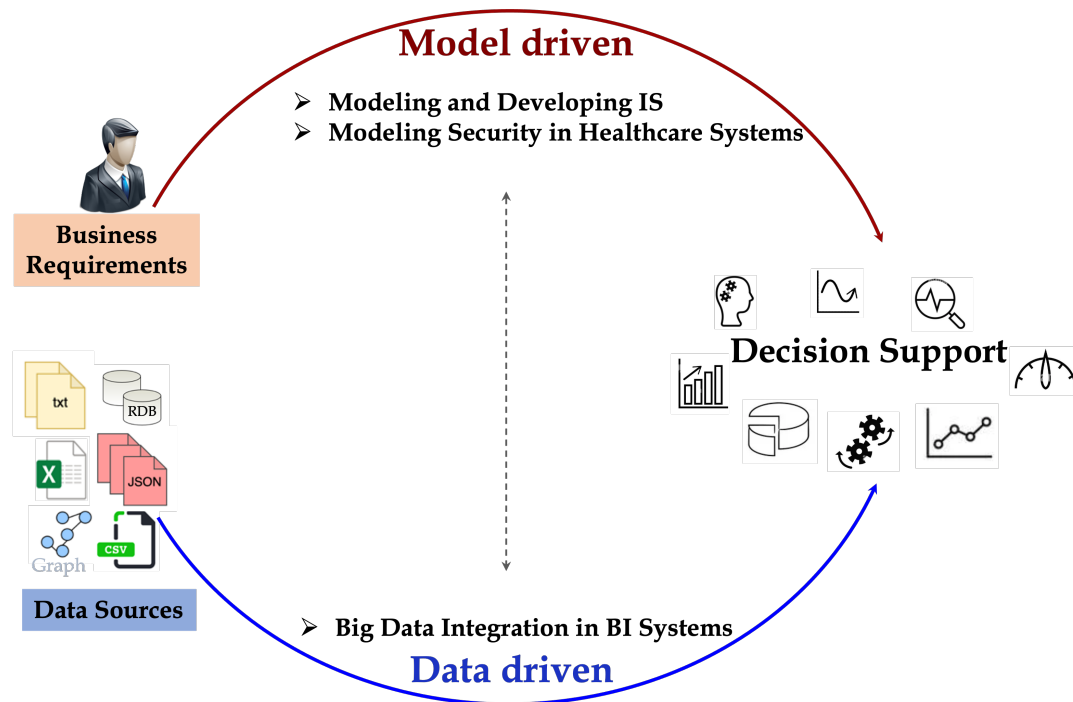 Model driven
➢ Modeling and Developing IS
➢ Modeling Security in Healthcare Systems
Business
Requirements
Decision Support
txt
RDB
X
JSON
Graph
CSV
Data Sources
➢ Big Data Integration in BI Systems
Data driven